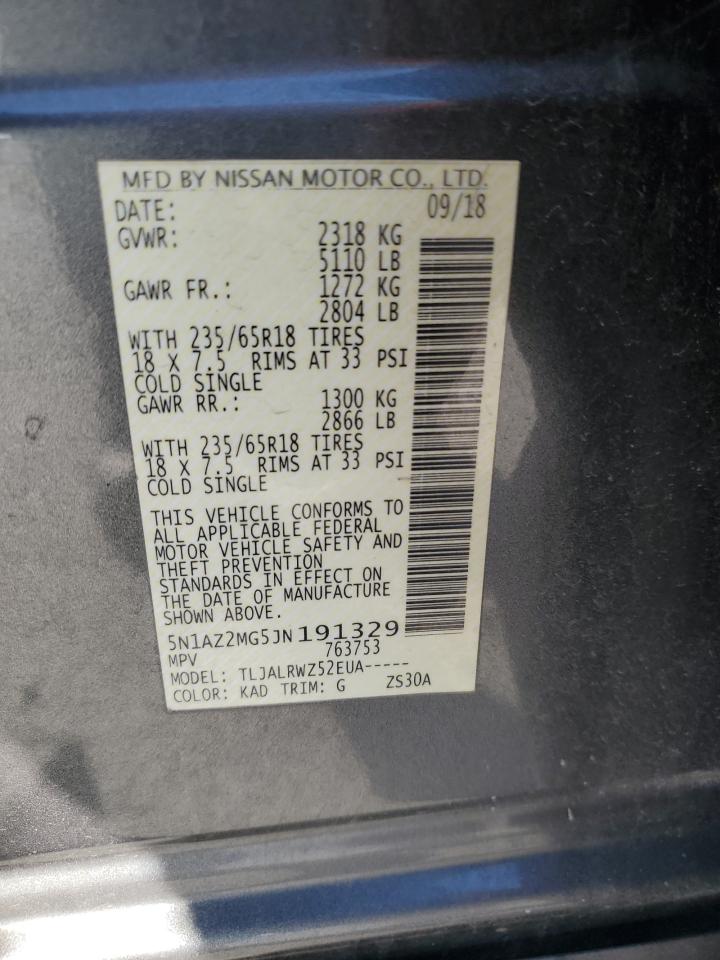 MFD BY NISSAN MOTOR CO., LTD.
DATE: 09/18
GVWR: 2318 KG
5110 LB
GAWR FR.: 1272 KG
2804 LB
WITH 235/65R18 TIRES
18 X 7.5 RIMS AT 33 PSI
COLD SINGLE
GAWR RR.: 1300 KG
2866 LB
WITH 235/65R18 TIRES
18 X 7.5 RIMS AT 33 PSI
COLD SINGLE
THIS VEHICLE CONFORMS TO
ALL APPLICABLE FEDERAL
MOTOR VEHICLE SAFETY AND
THEFT PREVENTION
STANDARDS IN EFFECT ON
THE DATE OF MANUFACTURE
SHOWN ABOVE.
5N1AZ2MG5JN191329
MPV 763753
MODEL: TLJALRWZ52EUA-----
COLOR: KAD TRIM: G ZS30A